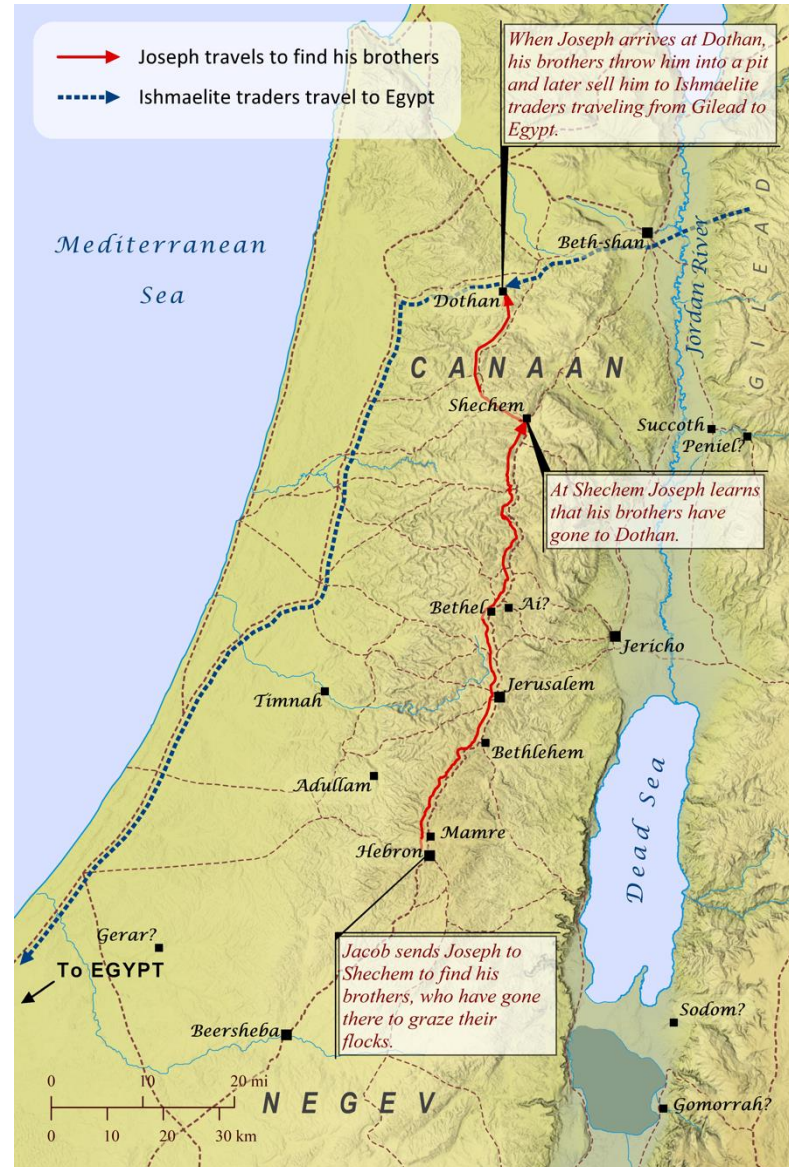 Joseph travels to find his brothers
Ishmaelite traders travel to Egypt
When Joseph arrives at Dothan,
his brothers throw him into a pit
and later sell him to Ishmaelite
traders traveling from Gilead to
Egypt.
Mediterranean
Sea
GILEAD
Beth-shan
Jordan River
Dothan
CANAAN
Shechem
Succoth
Peniel?
At Shechem Joseph learns
that his brothers have
gone to Dothan.
Bethel
Ai?
Jericho
Timnah
Jerusalem
Bethlehem
Adullam
Mamre
Hebron
Dead Sea
Gerar?
To EGYPT
Jacob sends Joseph to
Shechem to find his
brothers, who have gone
there to graze their
flocks.
Sodom?
Beersheba
0 10 20 mi
0 10 20 30 km
NEGEV
Gomorrah?